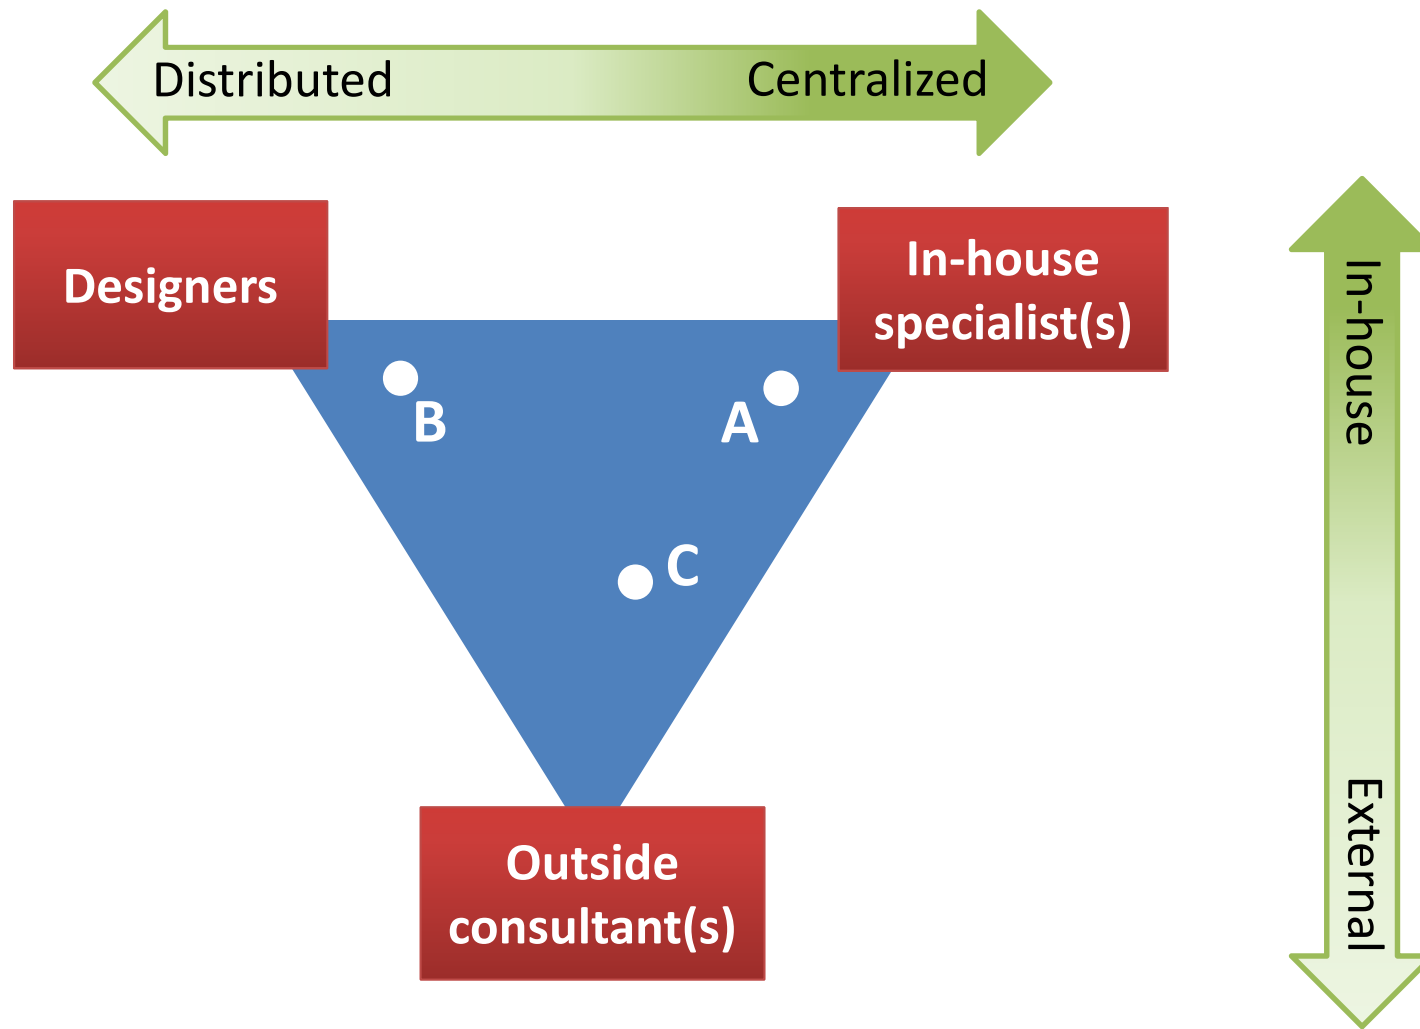 Distributed
Centralized
Designers
In-house
specialist(s)
In-house
B
A
C
External
Outside
consultant(s)